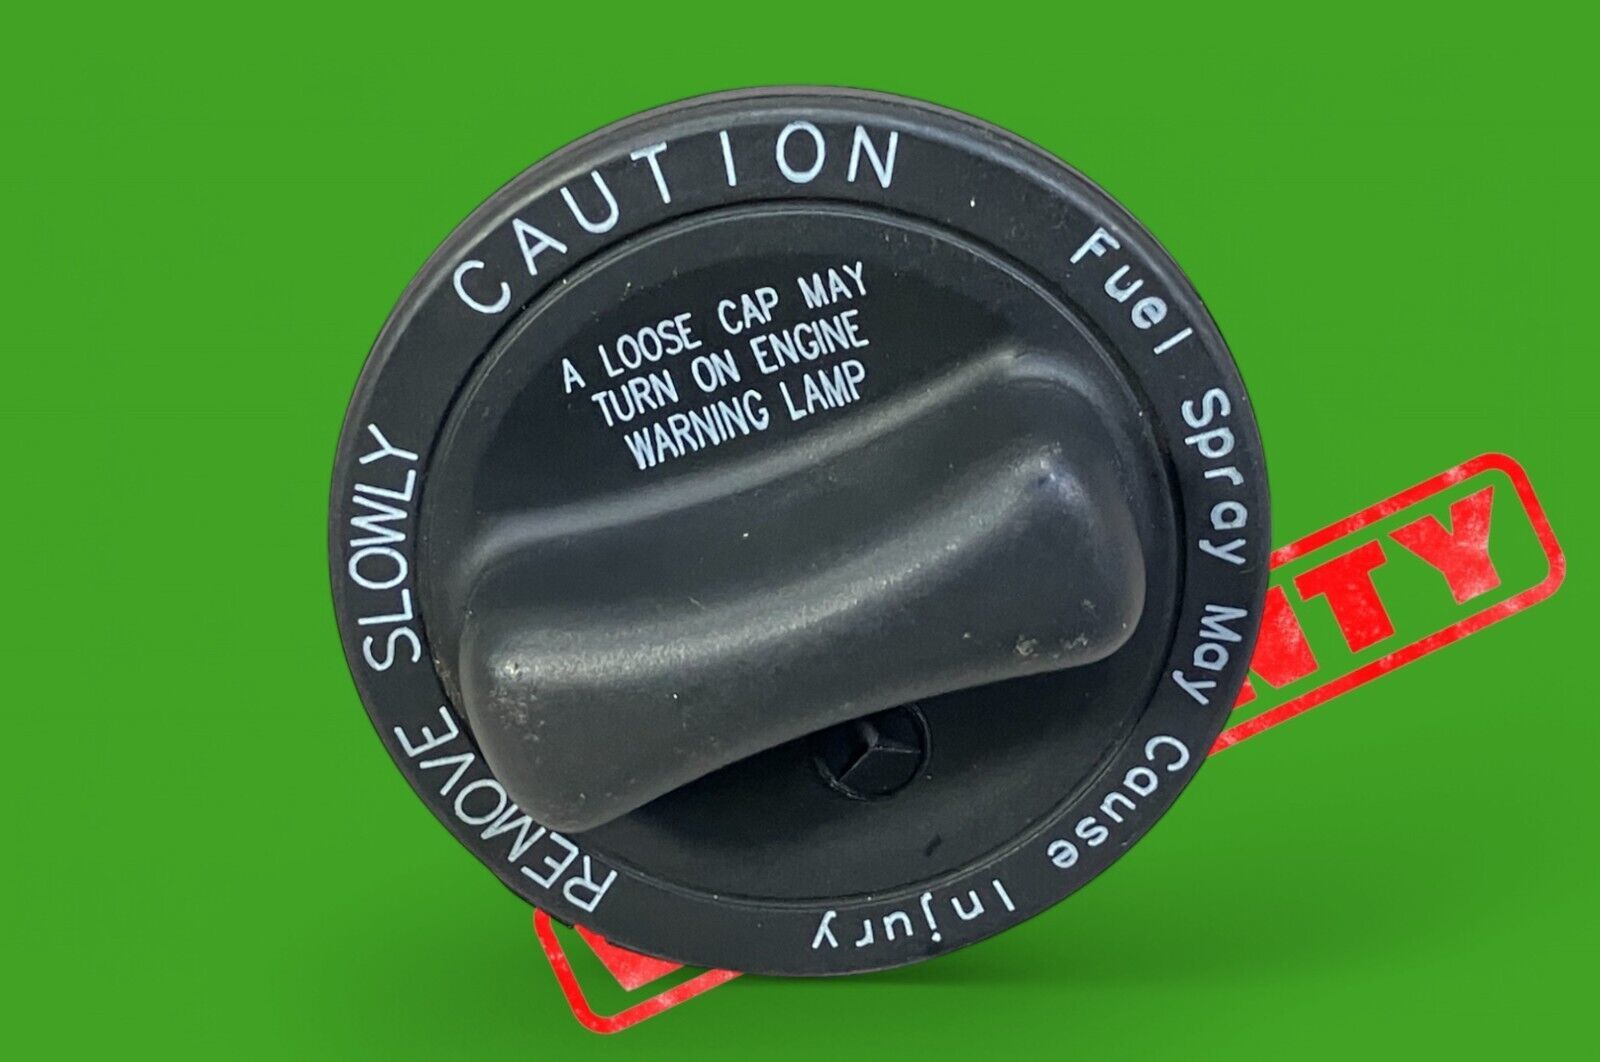 REMOVE SLOWLY
CAUTION
Fuel Spray May Cause Injury
A LOOSE CAP MAY
TURN ON ENGINE
WARNING LAMP